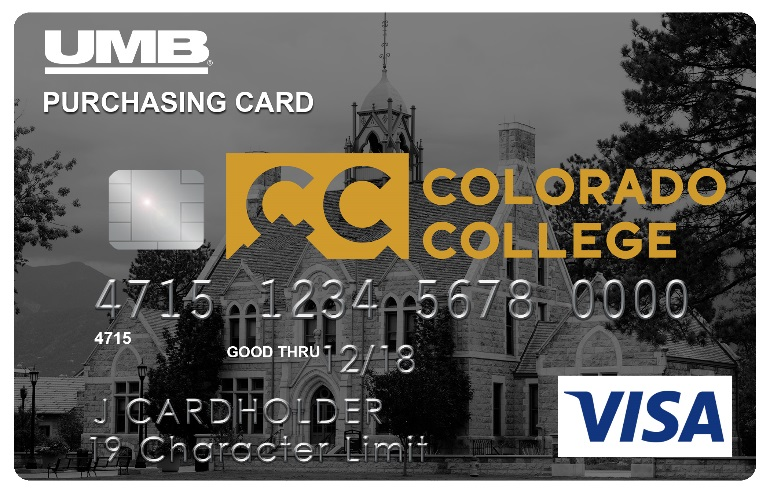 UMB®
PURCHASING CARD
CC COLORADO
COLLEGE
4715 1234 5678 0000
4715
GOOD THRU 12/18
J CARDHOLDER
19 Character Limit
VISA